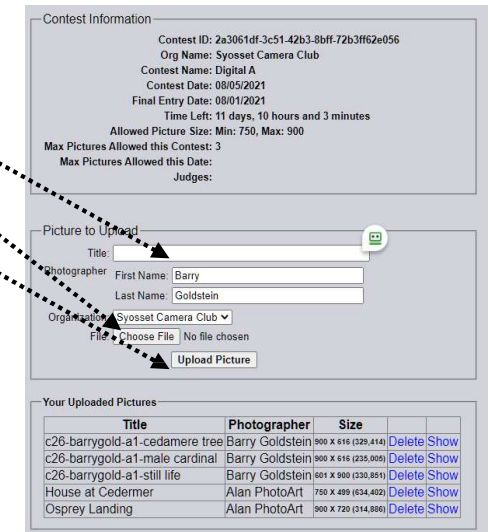 Contest Information
Contest ID: 2a3061df-3c51-42b3-8bff-72b3ff62e056
Org Name: Syosset Camera Club
Contest Name: Digital A
Contest Date: 08/05/2021
Final Entry Date: 08/01/2021
Time Left: 11 days, 10 hours and 3 minutes
Allowed Picture Size: Min: 750, Max: 900
Max Pictures Allowed this Contest: 3
Max Pictures Allowed this Date:
Judges:
Picture to Upload
Title:
Photographer First Name: Barry
Last Name: Goldstein
Organization: Syosset Camera Club
File: Choose File No file chosen
Upload Picture
Your Uploaded Pictures
Title Photographer Size
c26-barrygold-a1-cedamere tree Barry Goldstein 900 X 616 (329,414) Delete Show
c26-barrygold-a1-male cardinal Barry Goldstein 900 X 616 (235,005) Delete Show
c26-barrygold-a1-still life Barry Goldstein 601 X 900 (330,851) Delete Show
House at Cedermer Alan PhotoArt 750 X 499 (634,402) Delete Show
Osprey Landing Alan PhotoArt 900 X 720 (314,886) Delete Show